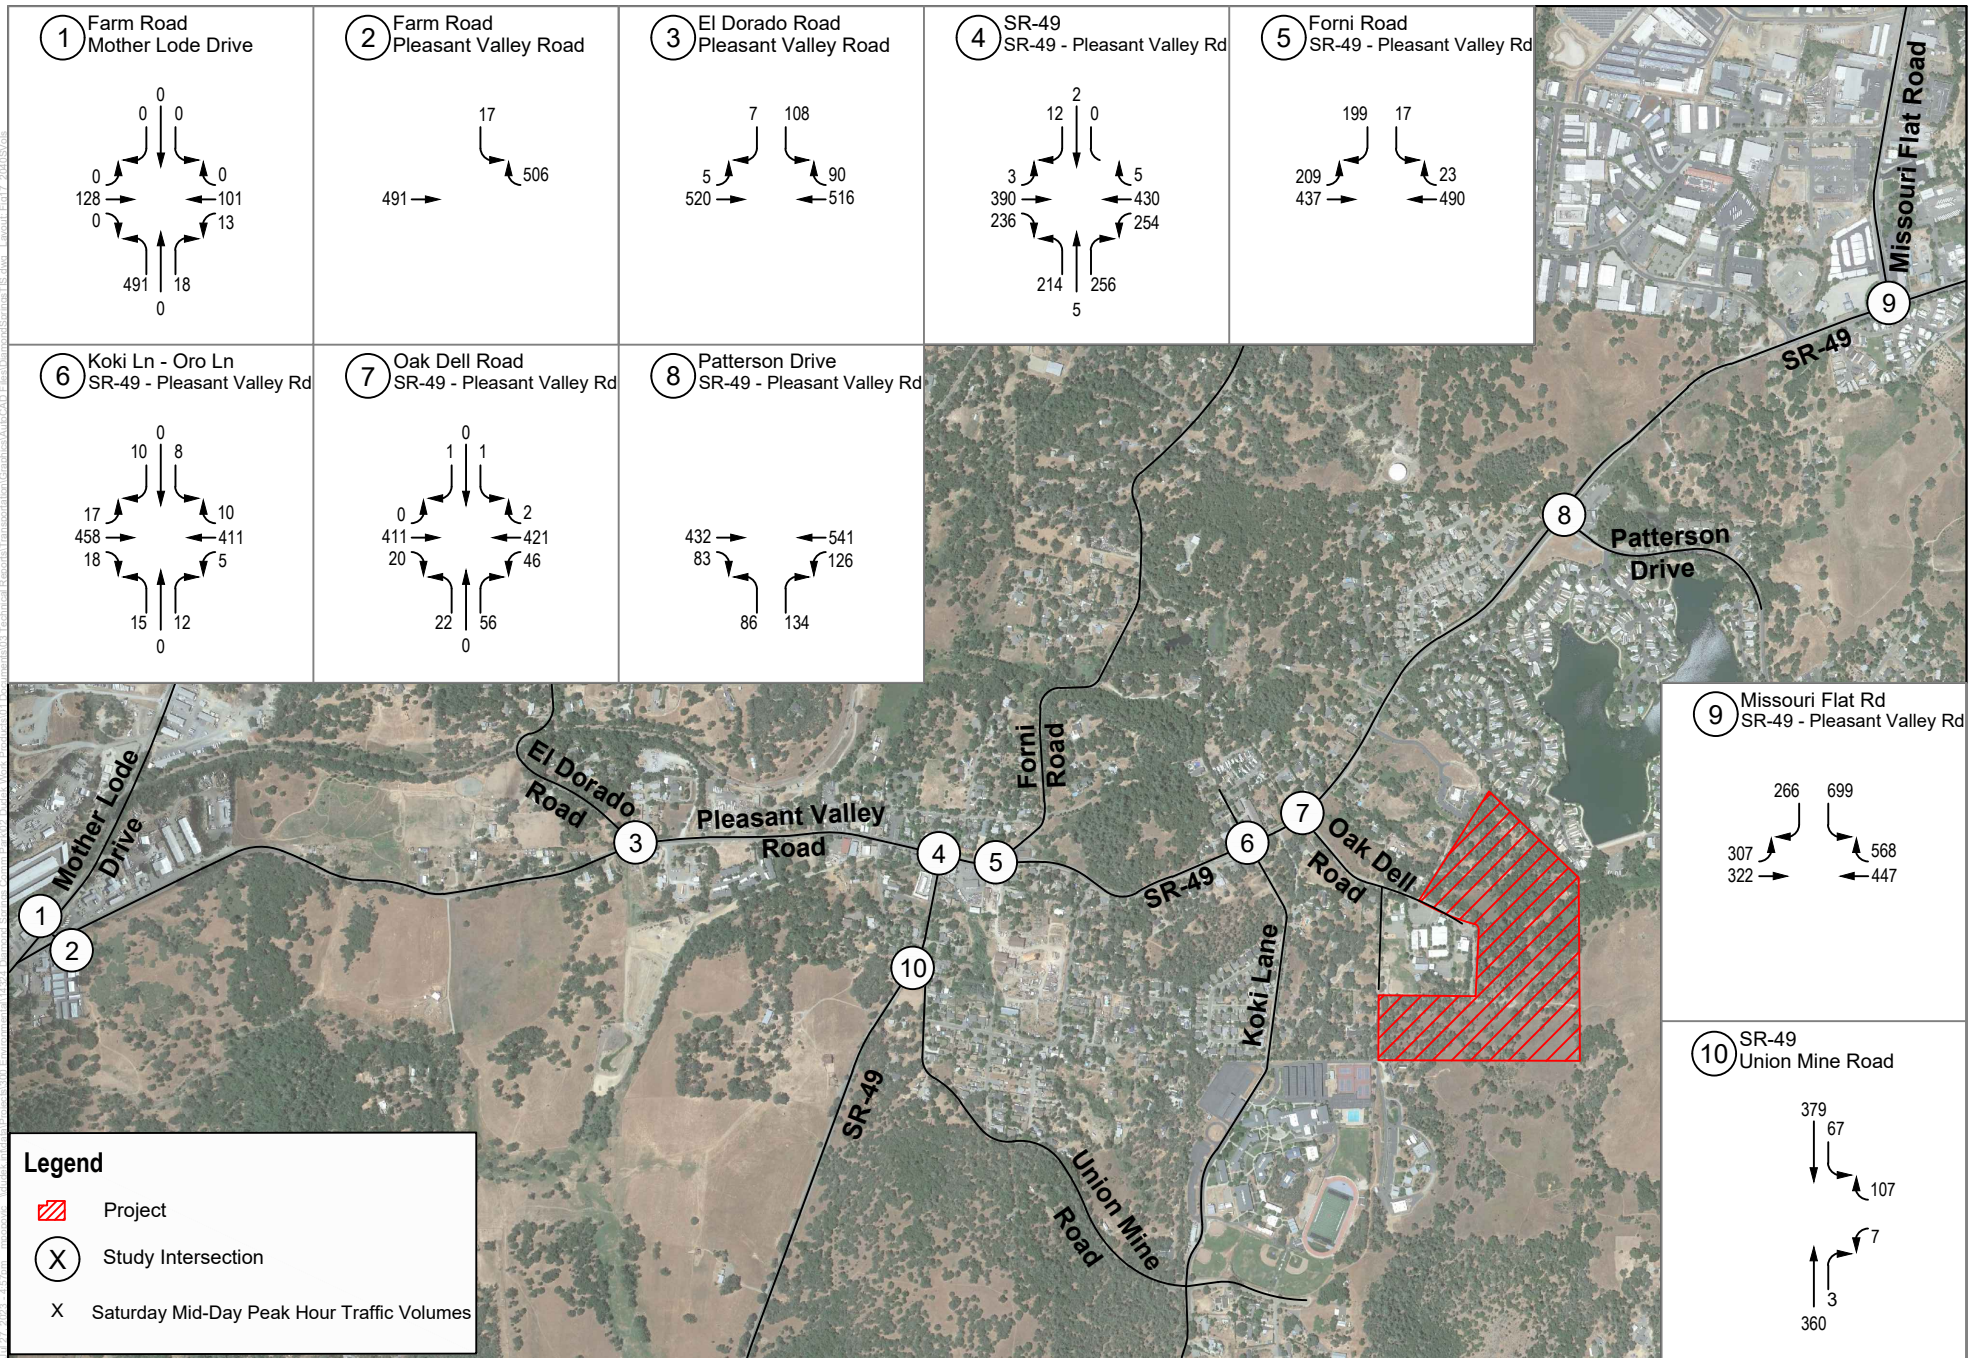 1
Farm Road
Mother Lode Drive
0
0 0
0 0
128 101
0 13
491 18
0
2
Farm Road
Pleasant Valley Road
17
506
491
3
El Dorado Road
Pleasant Valley Road
7 108
5 90
520 516
4
SR-49
SR-49 - Pleasant Valley Rd
2
12 0
3 5
390 430
236 254
214 256
5
5
Forni Road
SR-49 - Pleasant Valley Rd
199 17
209 23
437 490
6
Koki Ln - Oro Ln
SR-49 - Pleasant Valley Rd
0
10 8
17 10
458 411
18 5
15 12
0
7
Oak Dell Road
SR-49 - Pleasant Valley Rd
0
1 1
0 2
411 421
20 46
22 56
0
8
Patterson Drive
SR-49 - Pleasant Valley Rd
432 541
83 126
86 134
9
Missouri Flat Rd
SR-49 - Pleasant Valley Rd
266 699
307 568
322 447
10
SR-49
Union Mine Road
379
67
107
7
3
360
Missouri Flat Road
9
SR-49
8
Patterson
Drive
Forni
Road
El Dorado
Road
Mother Lode
Drive
Pleasant Valley
Road
1
2
3
4
5
6
7
10
SR-49
Oak Dell
Road
Koki Lane
SR-49
Union Mine
Road
Legend
Project
X Study Intersection
X Saturday Mid-Day Peak Hour Traffic Volumes